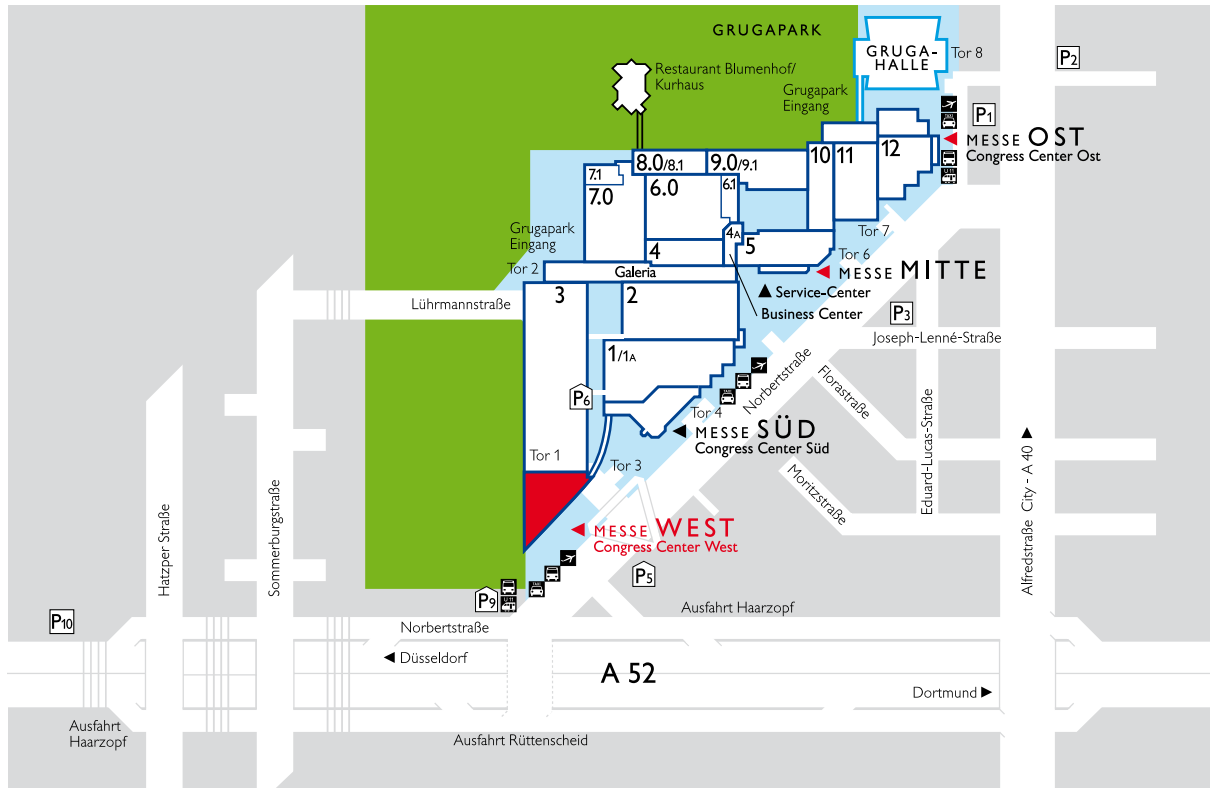 GRUGAPARK
GRUGA-
HALLE
Tor 8
P2
Restaurant Blumenhof/
Kurhaus
Grugapark
Eingang
P1
TAXI
MESSE OST
Congress Center Ost
U 11
8.0/8.1
9.0/9.1
10
11
12
7.1
7.0
6.0
6.1
Grugapark
Eingang
4
4A
5
Tor 7
Tor 6
Tor 2
Galeria
MESSE MITTE
Service-Center
Business Center
Lührmannstraße
3
2
P3
Joseph-Lenné-Straße
1/1A
P6
TAXI
Norbertstraße
Florastraße
Tor 4
MESSE SÜD
Congress Center Süd
Eduard-Lucas-Straße
Alfredstraße City - A 40
Tor 1
Tor 3
Moritzstraße
Hatzper Straße
Sommerburgstraße
MESSE WEST
Congress Center West
P5
TAXI
P9
U 11
P10
Ausfahrt Haarzopf
Norbertstraße
Düsseldorf
A 52
Dortmund
Ausfahrt
Haarzopf
Ausfahrt Rüttenscheid